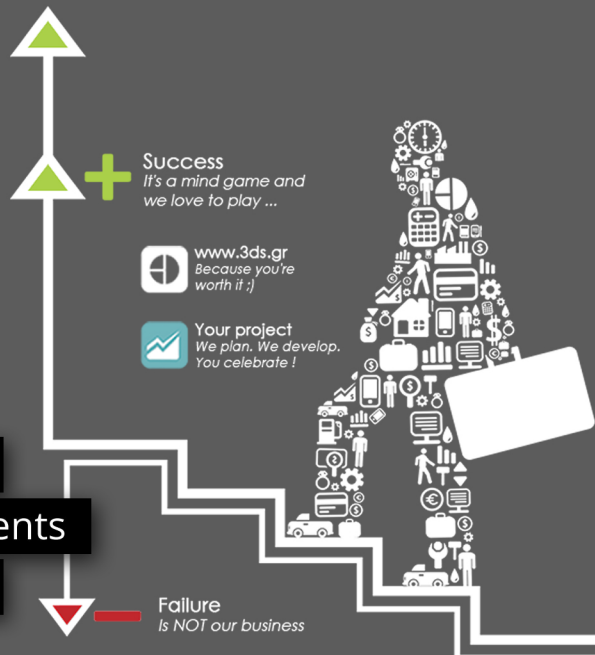 Success
It's a mind game and
we love to play ...
www.3ds.gr
Because you're
worth it ;)
Your project
We plan. We develop.
You celebrate !
ents
Failure
Is NOT our business